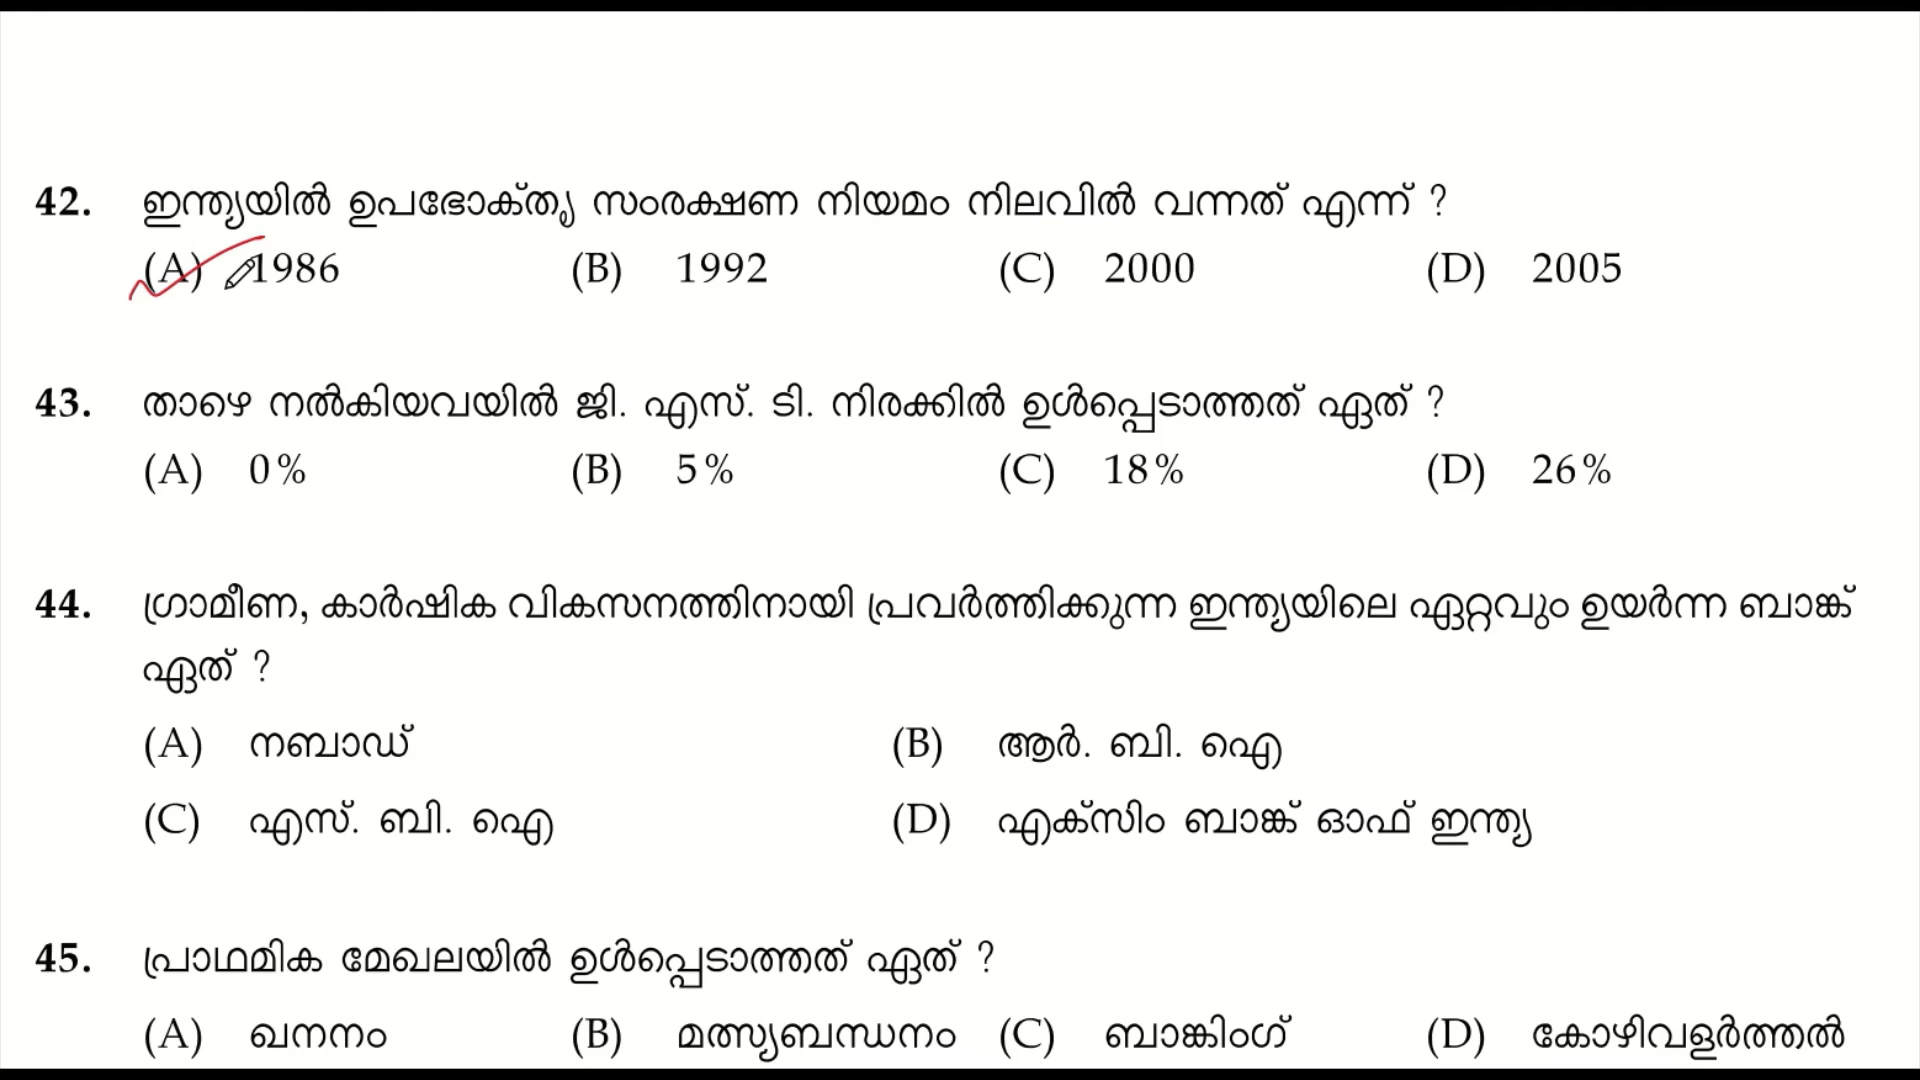 42. ഇന്ത്യയിൽ ഉപഭോക്തൃ സംരക്ഷണ നിയമം നിലവിൽ വന്നത് എന്ന് ?
(A) 1986 (B) 1992 (C) 2000 (D) 2005
43. താഴെ നൽകിയവയിൽ ജി. എസ്. ടി. നിരക്കിൽ ഉൾപ്പെടാത്തത് ഏത് ?
(A) 0% (B) 5% (C) 18% (D) 26%
44. ഗ്രാമീണ, കാർഷിക വികസനത്തിനായി പ്രവർത്തിക്കുന്ന ഇന്ത്യയിലെ ഏറ്റവും ഉയർന്ന ബാങ്ക്
ഏത് ?
(A) നബാഡ് (B) ആർ. ബി. ഐ
(C) എസ്. ബി. ഐ (D) എക്സിം ബാങ്ക് ഓഫ് ഇന്ത്യ
45. പ്രാഥമിക മേഖലയിൽ ഉൾപ്പെടാത്തത് ഏത് ?
(A) ഖനനം (B) മത്സ്യബന്ധനം (C) ബാങ്കിംഗ് (D) കോഴിവളർത്തൽ